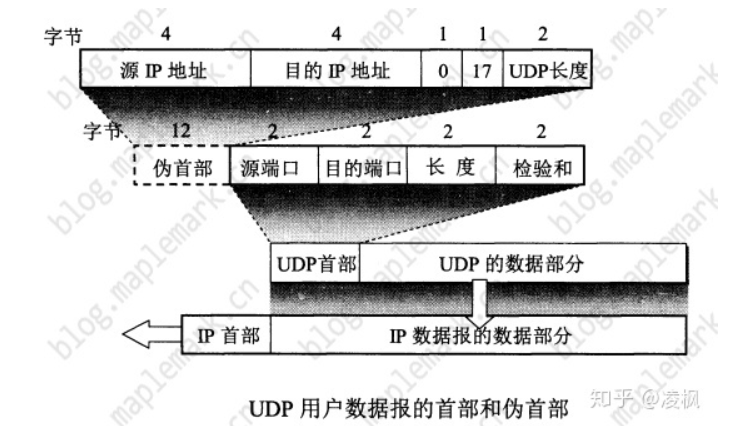 字节 4 4 1 1 2
源 IP 地址 目的 IP 地址 0 17 UDP长度
字节 12 2 2 2 2
伪首部 源端口 目的端口 长 度 检验和
UDP首部 UDP 的数据部分
IP 首部 IP 数据报的数据部分
UDP 用户数据报的首部和伪首部
知乎 @凌枫
blog.maplemark.cn